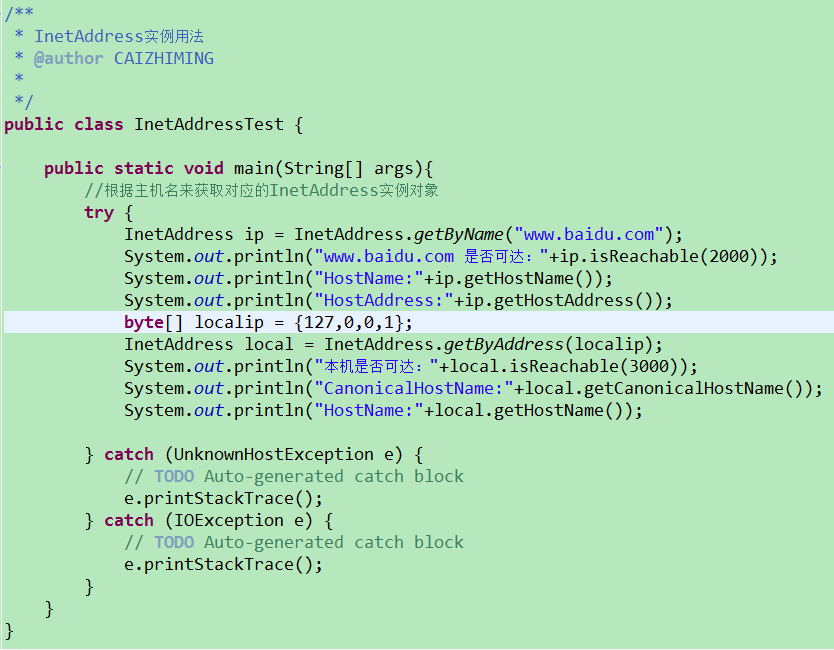 /**
 * InetAddress实例用法
 * @author CAIZHIMING
 *
 */
public class InetAddressTest {
    public static void main(String[] args){
        //根据主机名来获取对应的InetAddress实例对象
        try {
            InetAddress ip = InetAddress.getByName("www.baidu.com");
            System.out.println("www.baidu.com 是否可达："+ip.isReachable(2000));
            System.out.println("HostName:"+ip.getHostName());
            System.out.println("HostAddress:"+ip.getHostAddress());
            byte[] localip = {127,0,0,1};
            InetAddress local = InetAddress.getByAddress(localip);
            System.out.println("本机是否可达："+local.isReachable(3000));
            System.out.println("CanonicalHostName:"+local.getCanonicalHostName());
            System.out.println("HostName:"+local.getHostName());
        } catch (UnknownHostException e) {
            // TODO Auto-generated catch block
            e.printStackTrace();
        } catch (IOException e) {
            // TODO Auto-generated catch block
            e.printStackTrace();
        }
    }
}